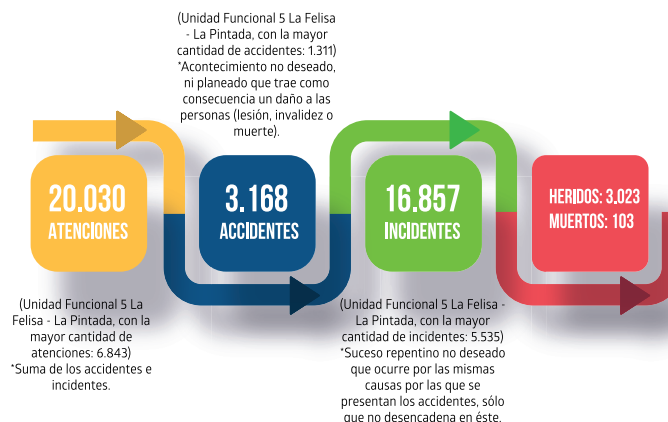 (Unidad Funcional 5 La Felisa
- La Pintada, con la mayor
cantidad de accidentes: 1.311)
*Acontecimiento no deseado,
ni planeado que trae como
consecuencia un daño a las
personas (lesión, invalidez o
muerte).
20.030
ATENCIONES
3.168
ACCIDENTES
16.857
INCIDENTES
HERIDOS: 3.023
MUERTOS: 103
(Unidad Funcional 5 La
Felisa - La Pintada, con la
mayor cantidad de
atenciones: 6.843)
*Suma de los accidentes e
incidentes.
(Unidad Funcional 5 La Felisa -
La Pintada, con la mayor
cantidad de incidentes: 5.535)
*Suceso repentino no deseado
que ocurre por las mismas
causas por las que se
presentan los accidentes, sólo
que no desencadena en éste.